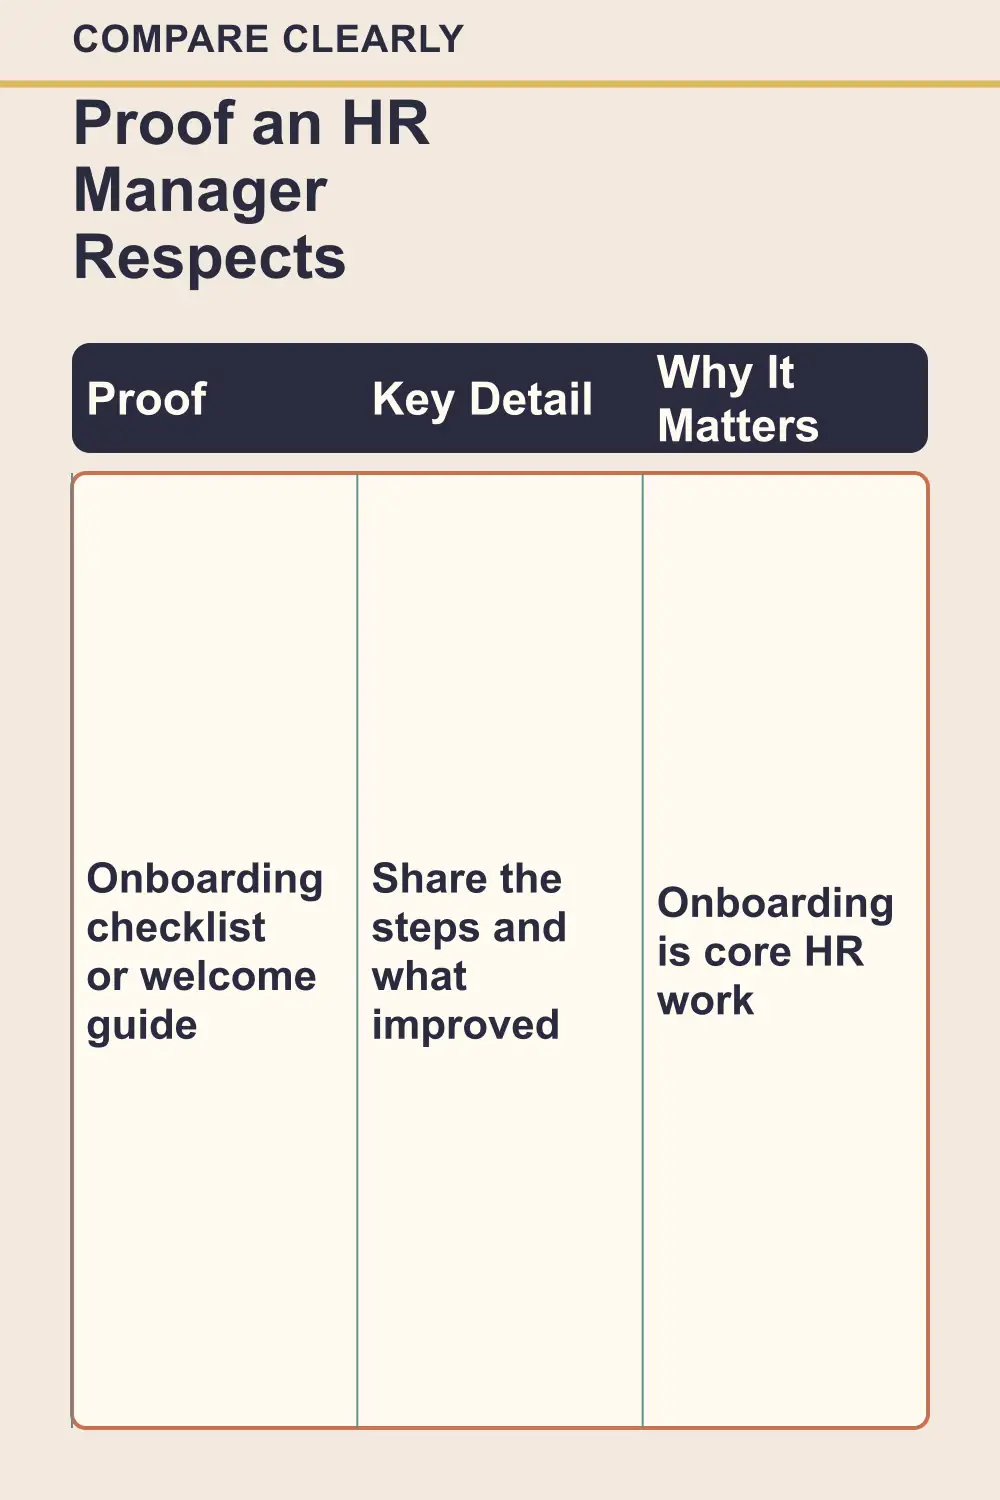 COMPARE CLEARLY
Proof an HR
Manager
Respects
Proof
Key Detail
Why It
Matters
Onboarding
checklist
or welcome
guide
Share the
steps and
what
improved
Onboarding
is core HR
work